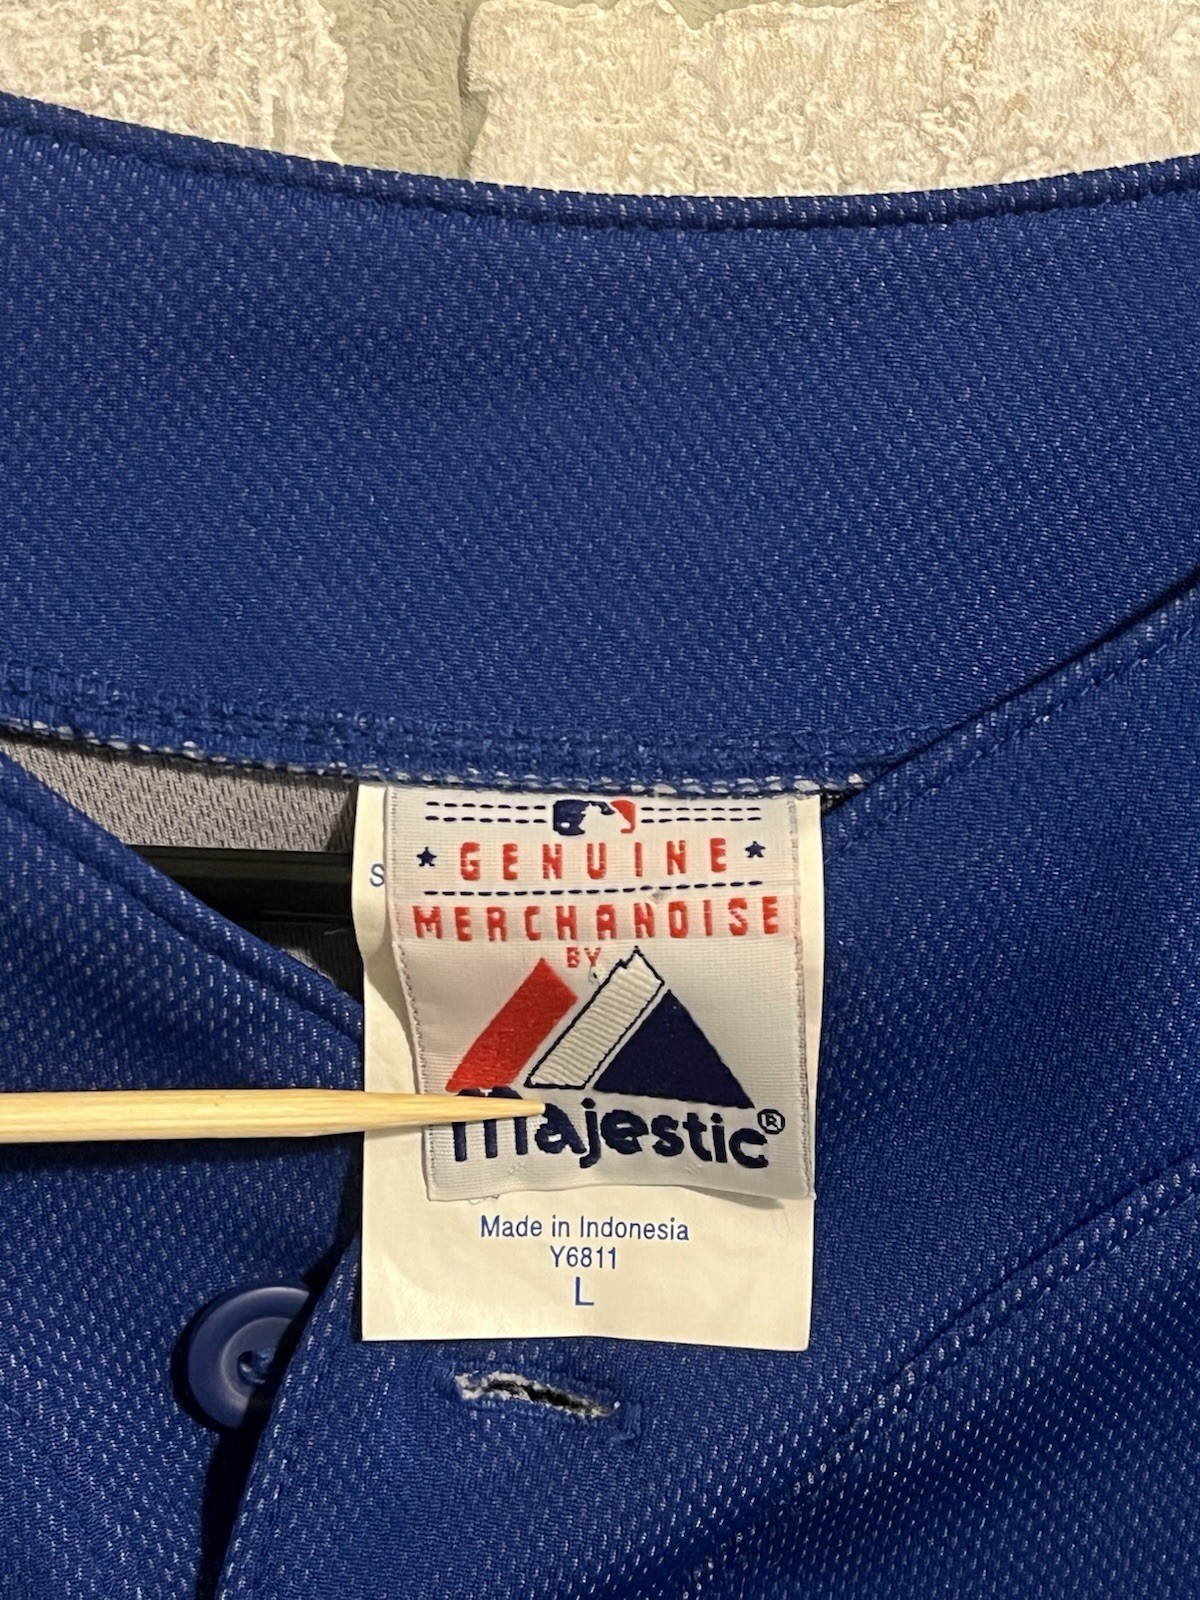 S
GENUINE
MERCHANDISE
BY
majestic®
Made in Indonesia
Y6811
L